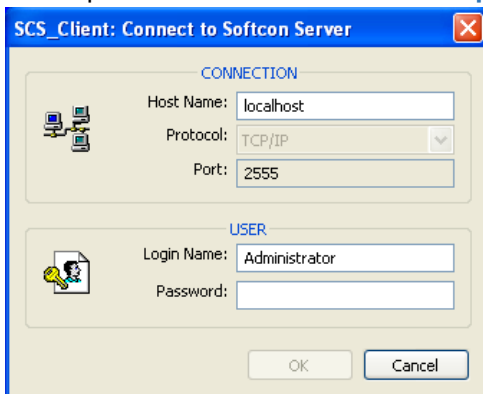 SCS_Client: Connect to Softcon Server
CONNECTION
Host Name: localhost
Protocol: TCP/IP
Port: 2555
USER
Login Name: Administrator
Password:
OK Cancel